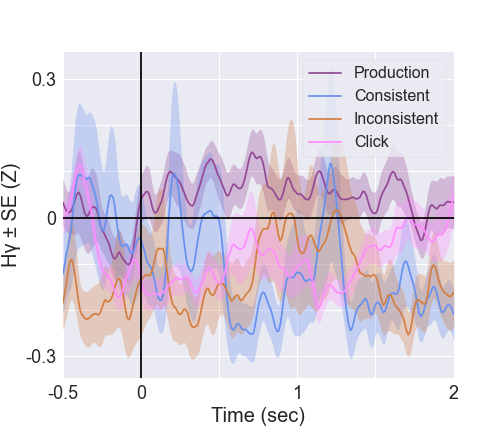 Production
Consistent
Inconsistent
Click
Hγ ± SE (Z)
0.3
0
-0.3
-0.5
0
1
2
Time (sec)